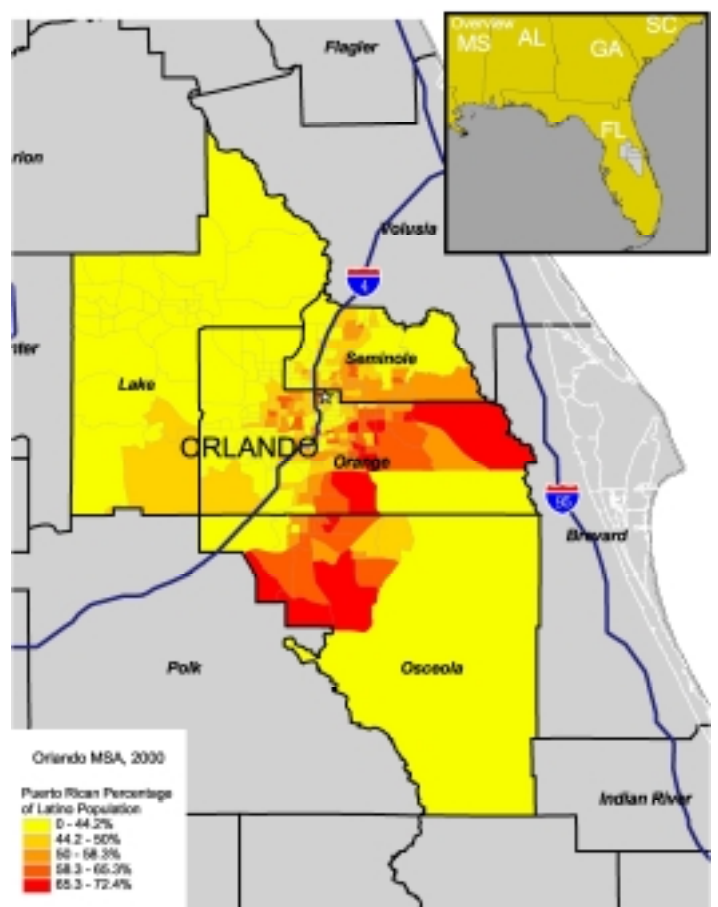 Flagler
Overview
MS
AL
GA
SC
FL
rion
Volusia
4
nter
Lake
Seminole
ORLANDO
Orange
95
Brevard
Polk
Osceola
Orlando MSA, 2000
Puerto Rican Percentage
of Latino Population
0 - 44.2%
44.2 - 50%
50 - 58.3%
58.3 - 65.3%
65.3 - 72.4%
Indian River